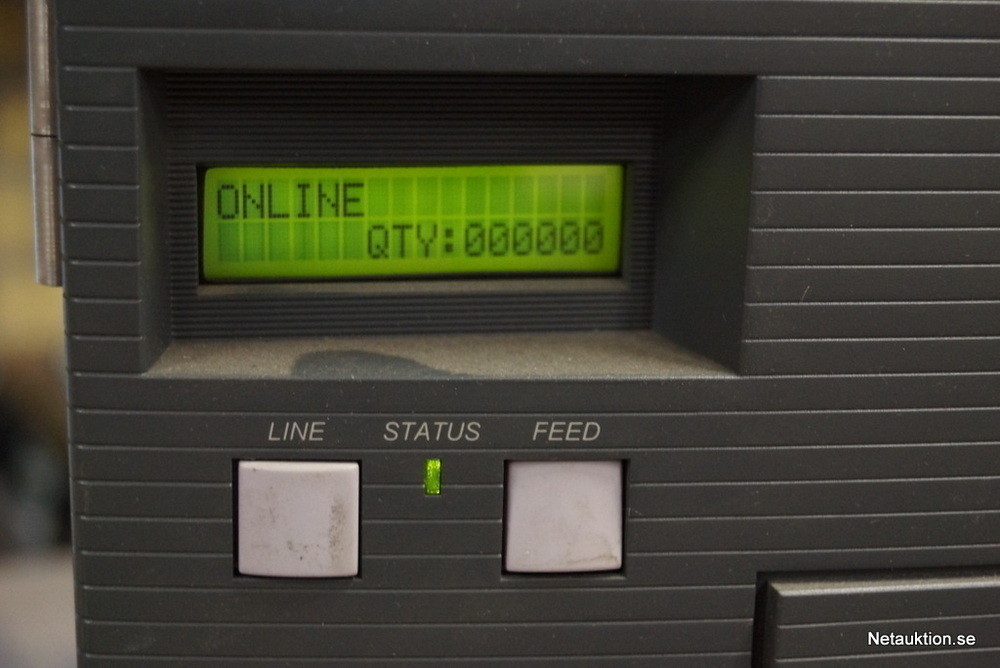 ONLINE
QTY:000000
LINE STATUS FEED
Netauktion.se